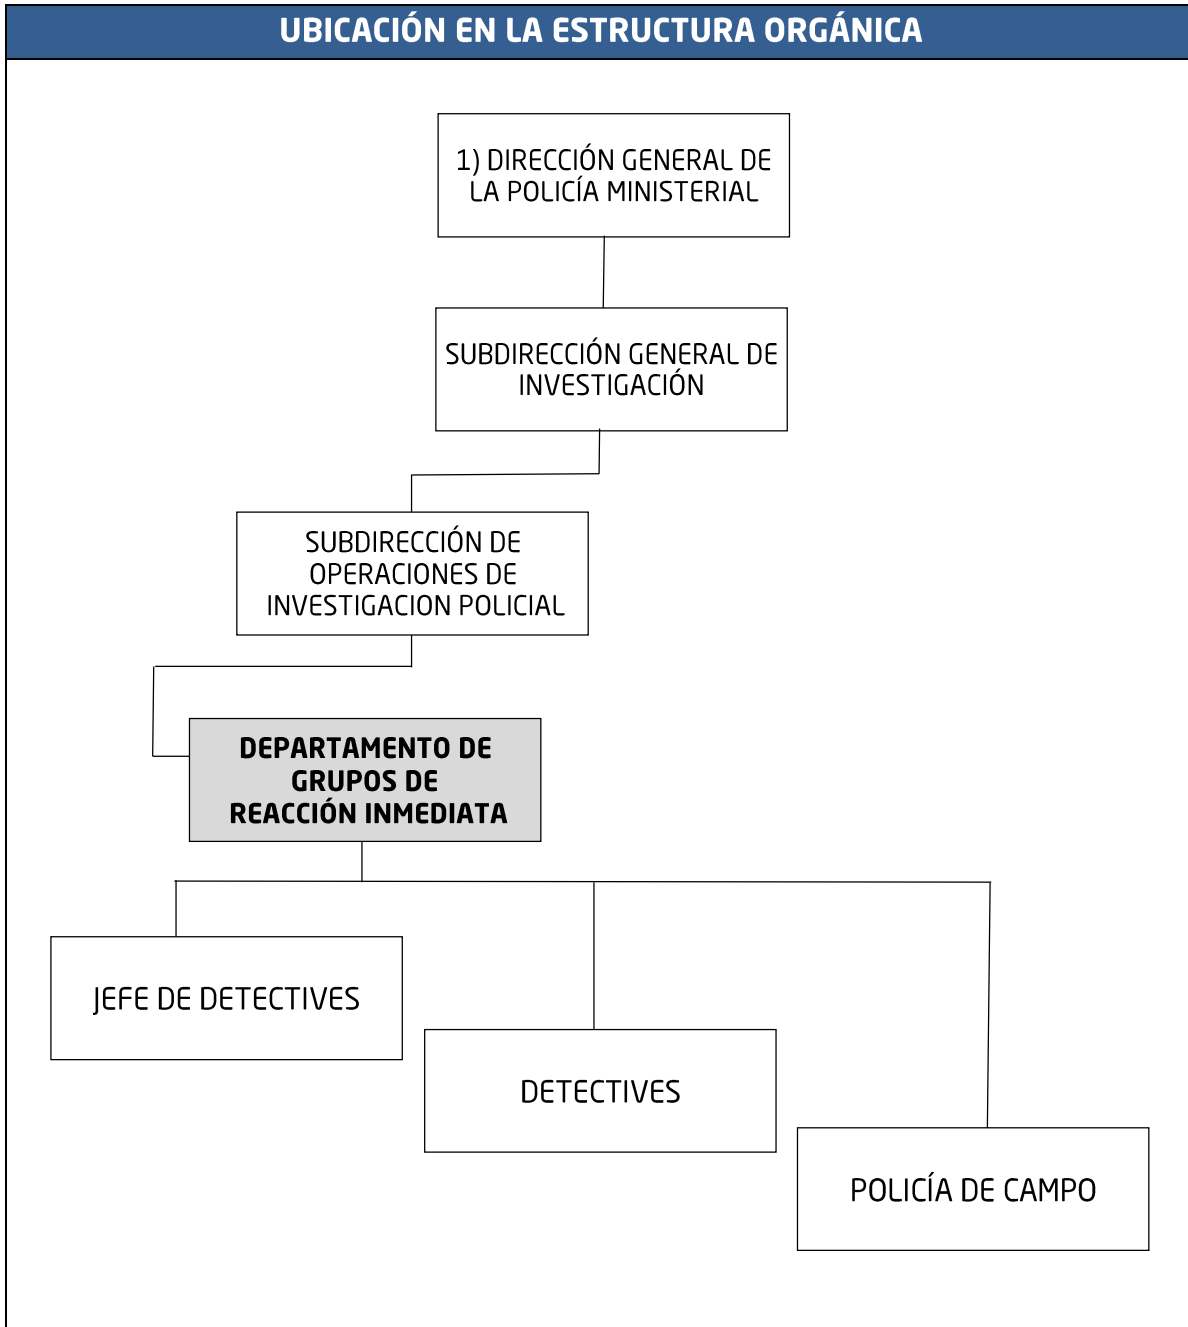 UBICACIÓN EN LA ESTRUCTURA ORGÁNICA
1) DIRECCIÓN GENERAL DE
LA POLICÍA MINISTERIAL
SUBDIRECCIÓN GENERAL DE
INVESTIGACIÓN
SUBDIRECCIÓN DE
OPERACIONES DE
INVESTIGACION POLICIAL
DEPARTAMENTO DE
GRUPOS DE
REACCIÓN INMEDIATA
JEFE DE DETECTIVES
DETECTIVES
POLICÍA DE CAMPO